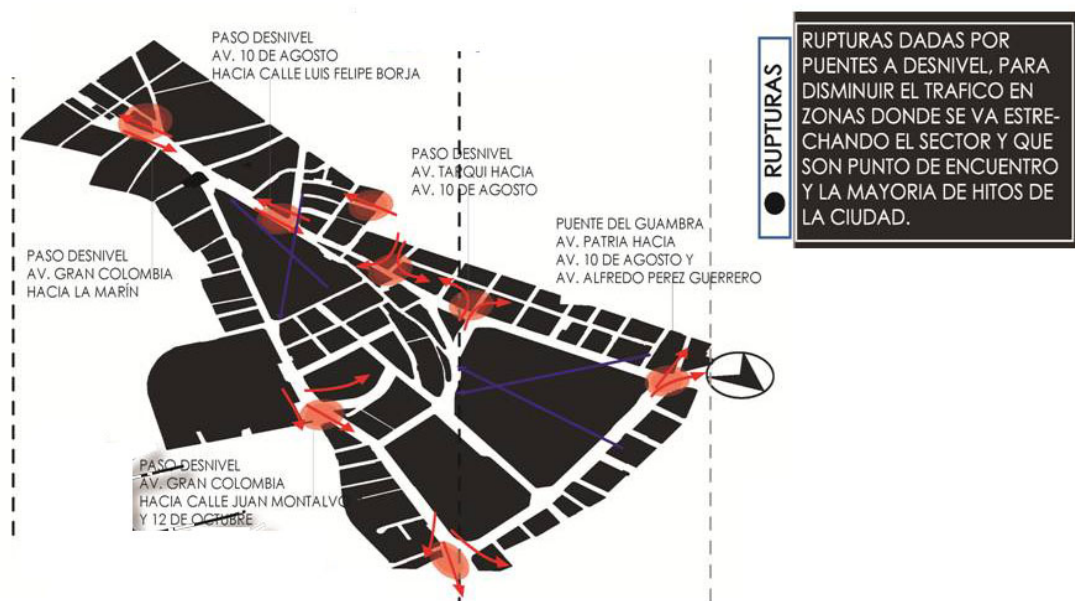 PASO DESNIVEL
AV. 10 DE AGOSTO
HACIA CALLE LUIS FELIPE BORJA
PASO DESNIVEL
AV. TARQUI HACIA
AV. 10 DE AGOSTO
PUENTE DEL GUAMBRA
AV. PATRIA HACIA
AV. 10 DE AGOSTO Y
AV. ALFREDO PEREZ GUERRERO
PASO DESNIVEL
AV. GRAN COLOMBIA
HACIA LA MARÍN
PASO DESNIVEL
AV. GRAN COLOMBIA
HACIA CALLE JUAN MONTALVO
Y 12 DE OCTUBRE
RUPTURAS
RUPTURAS DADAS POR
PUENTES A DESNIVEL, PARA
DISMINUIR EL TRAFICO EN
ZONAS DONDE SE VA ESTRE-
CHANDO EL SECTOR Y QUE
SON PUNTO DE ENCUENTRO
Y LA MAYORIA DE HITOS DE
LA CIUDAD.